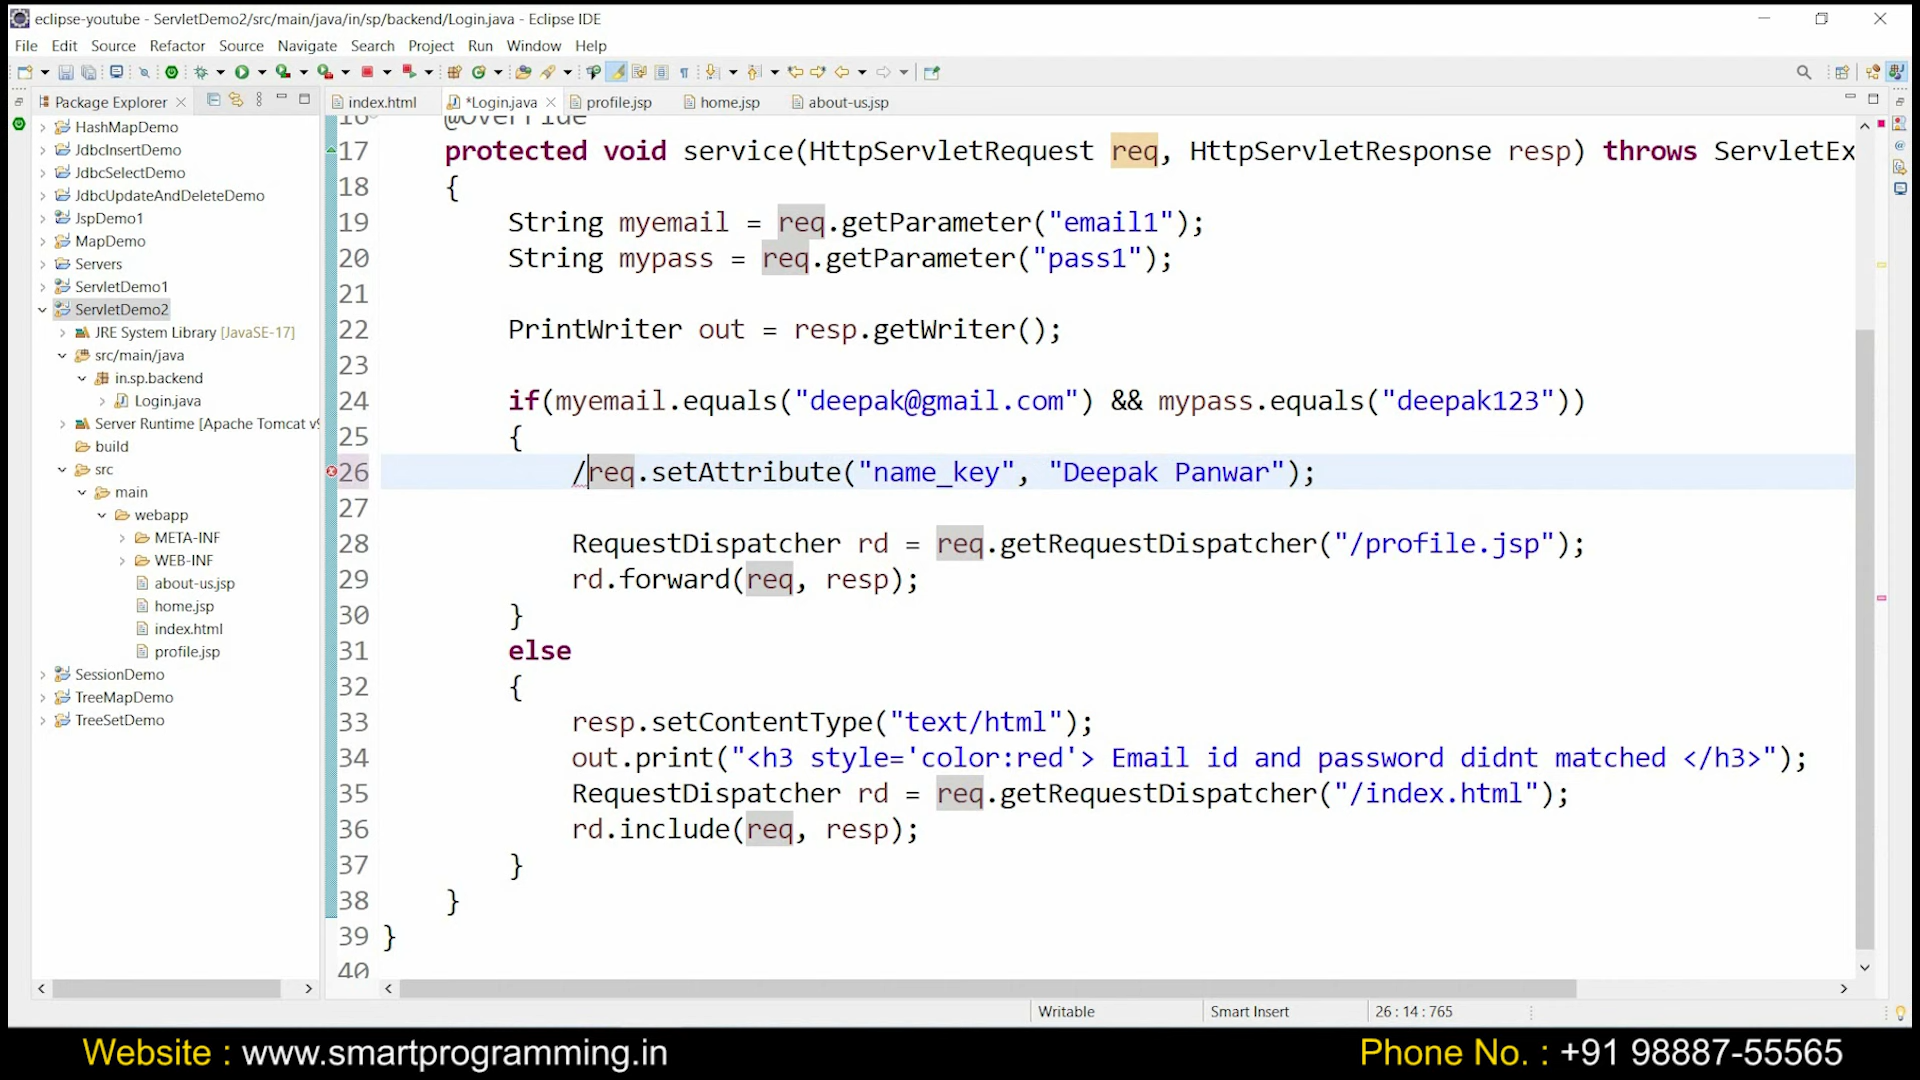 eclipse-youtube - ServletDemo2/src/main/java/in/sp/backend/Login.java - Eclipse IDE
File Edit Source Refactor Source Navigate Search Project Run Window Help
Package Explorer
index.html *Login.java profile.jsp home.jsp about-us.jsp
HashMapDemo
JdbcInsertDemo
JdbcSelectDemo
JdbcUpdateAndDeleteDemo
JspDemo1
MapDemo
Servers
ServletDemo1
ServletDemo2
JRE System Library [JavaSE-17]
src/main/java
in.sp.backend
Login.java
Server Runtime [Apache Tomcat v9
build
src
main
webapp
META-INF
WEB-INF
about-us.jsp
home.jsp
index.html
profile.jsp
SessionDemo
TreeMapDemo
TreeSetDemo
16 @Override
17 protected void service(HttpServletRequest req, HttpServletResponse resp) throws ServletEx
18 {
19 String myemail = req.getParameter("email1");
20 String mypass = req.getParameter("pass1");
21
22 PrintWriter out = resp.getWriter();
23
24 if(myemail.equals("deepak@gmail.com") && mypass.equals("deepak123"))
25 {
26 /req.setAttribute("name_key", "Deepak Panwar");
27
28 RequestDispatcher rd = req.getRequestDispatcher("/profile.jsp");
29 rd.forward(req, resp);
30 }
31 else
32 {
33 resp.setContentType("text/html");
34 out.print("<h3 style='color:red'> Email id and password didnt matched </h3>");
35 RequestDispatcher rd = req.getRequestDispatcher("/index.html");
36 rd.include(req, resp);
37 }
38 }
39 }
40
Writable Smart Insert 26 : 14 : 765
Website : www.smartprogramming.in Phone No. : +91 98887-55565